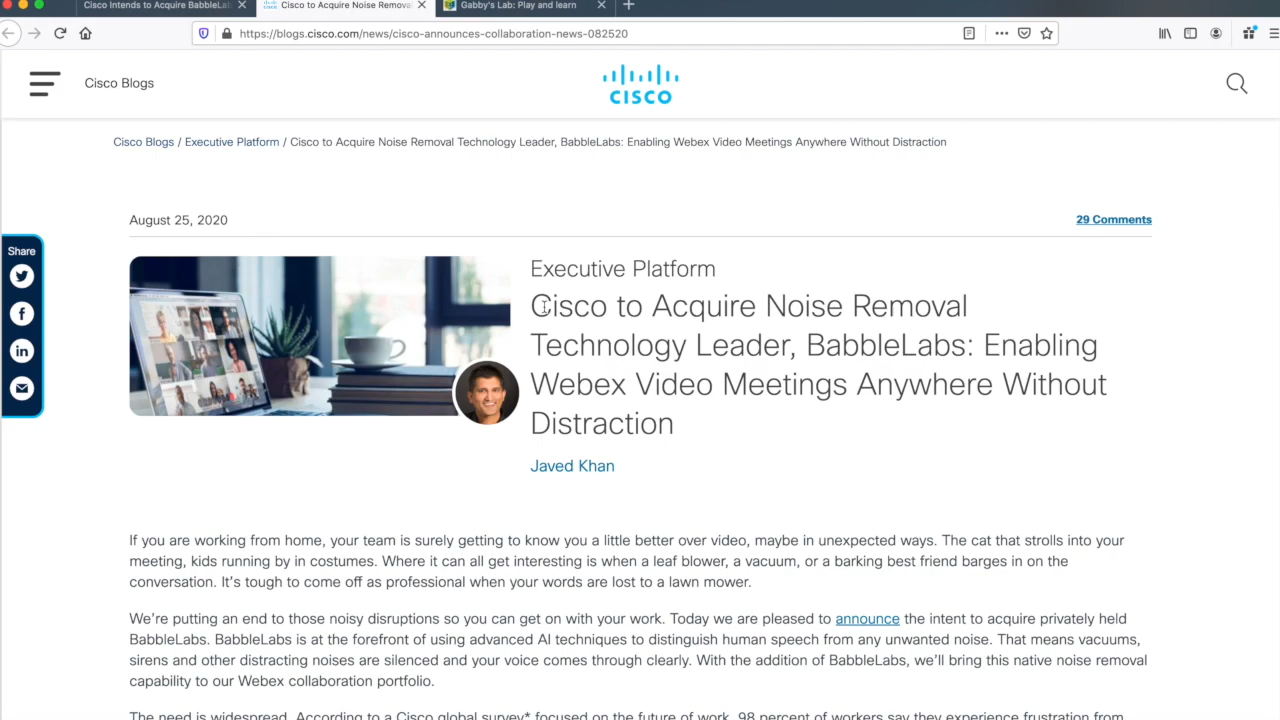 Cisco Intends to Acquire BabbleLab
Cisco to Acquire Noise Removal
Gabby's Lab: Play and learn
https://blogs.cisco.com/news/cisco-announces-collaboration-news-082520
Cisco Blogs
CISCO
Cisco Blogs / Executive Platform / Cisco to Acquire Noise Removal Technology Leader, BabbleLabs: Enabling Webex Video Meetings Anywhere Without Distraction
August 25, 2020
29 Comments
Share
Executive Platform
Cisco to Acquire Noise Removal
Technology Leader, BabbleLabs: Enabling
Webex Video Meetings Anywhere Without
Distraction
Javed Khan
If you are working from home, your team is surely getting to know you a little better over video, maybe in unexpected ways. The cat that strolls into your
meeting, kids running by in costumes. Where it can all get interesting is when a leaf blower, a vacuum, or a barking best friend barges in on the
conversation. It's tough to come off as professional when your words are lost to a lawn mower.
We're putting an end to those noisy disruptions so you can get on with your work. Today we are pleased to announce the intent to acquire privately held
BabbleLabs. BabbleLabs is at the forefront of using advanced AI techniques to distinguish human speech from any unwanted noise. That means vacuums,
sirens and other distracting noises are silenced and your voice comes through clearly. With the addition of BabbleLabs, we'll bring this native noise removal
capability to our Webex collaboration portfolio.
The need is widespread. According to a Cisco global survey* focused on the future of work, 98 percent of workers say they experience frustration from